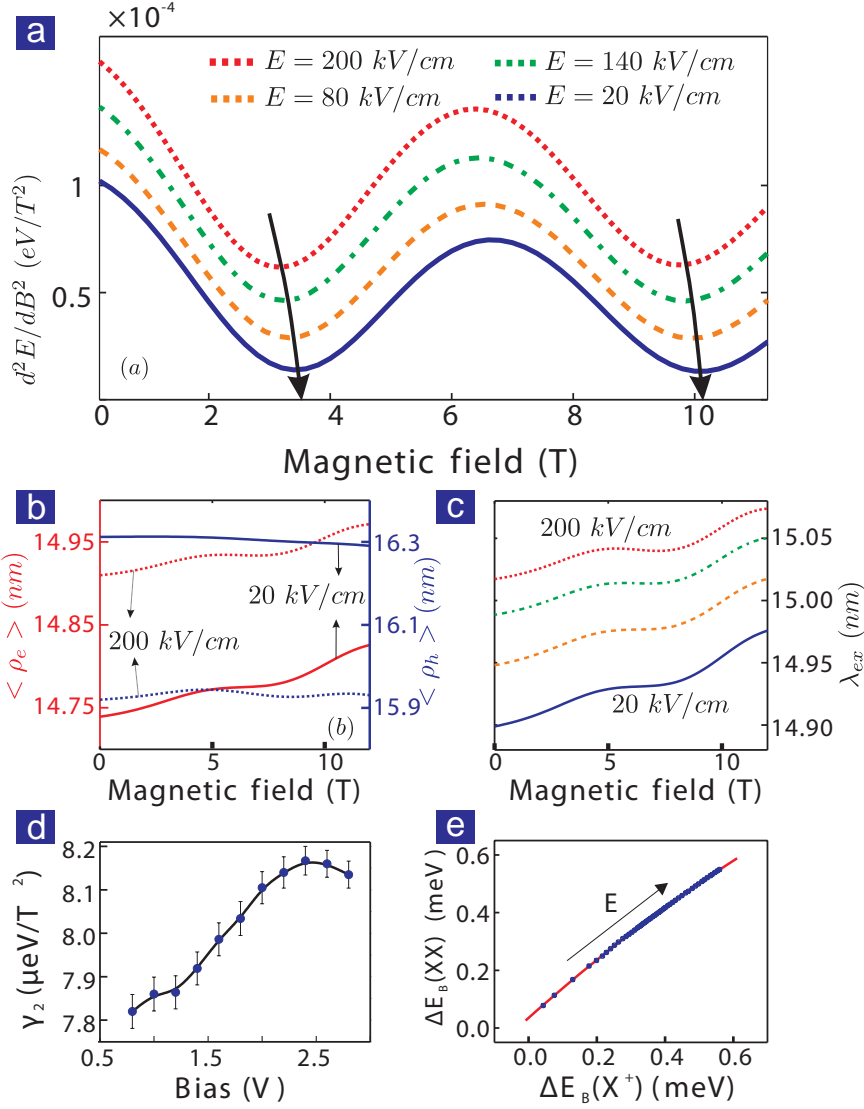 a
×10⁻⁴
E = 200 kV/cm
E = 140 kV/cm
E = 80 kV/cm
E = 20 kV/cm
1
0.5
d²E/dB² (eV/T²)
(a)
0 2 4 6 8 10
Magnetic field (T)
b
14.95
14.85
14.75
< ρe > (nm)
16.3
16.1
15.9
< ρh > (nm)
20 kV/cm
200 kV/cm
(b)
0 5 10
Magnetic field (T)
c
200 kV/cm
20 kV/cm
15.05
15.00
14.95
14.90
λex (nm)
0 5 10
Magnetic field (T)
d
8.2
8.1
8.0
7.9
7.8
γ2 (µeV/T 2)
0.5 1.5 2.5
Bias (V)
e
0.6
0.4
0.2
0.0
ΔEB(XX) (meV)
E
0.0 0.2 0.4 0.6
ΔEB(X⁺) (meV)